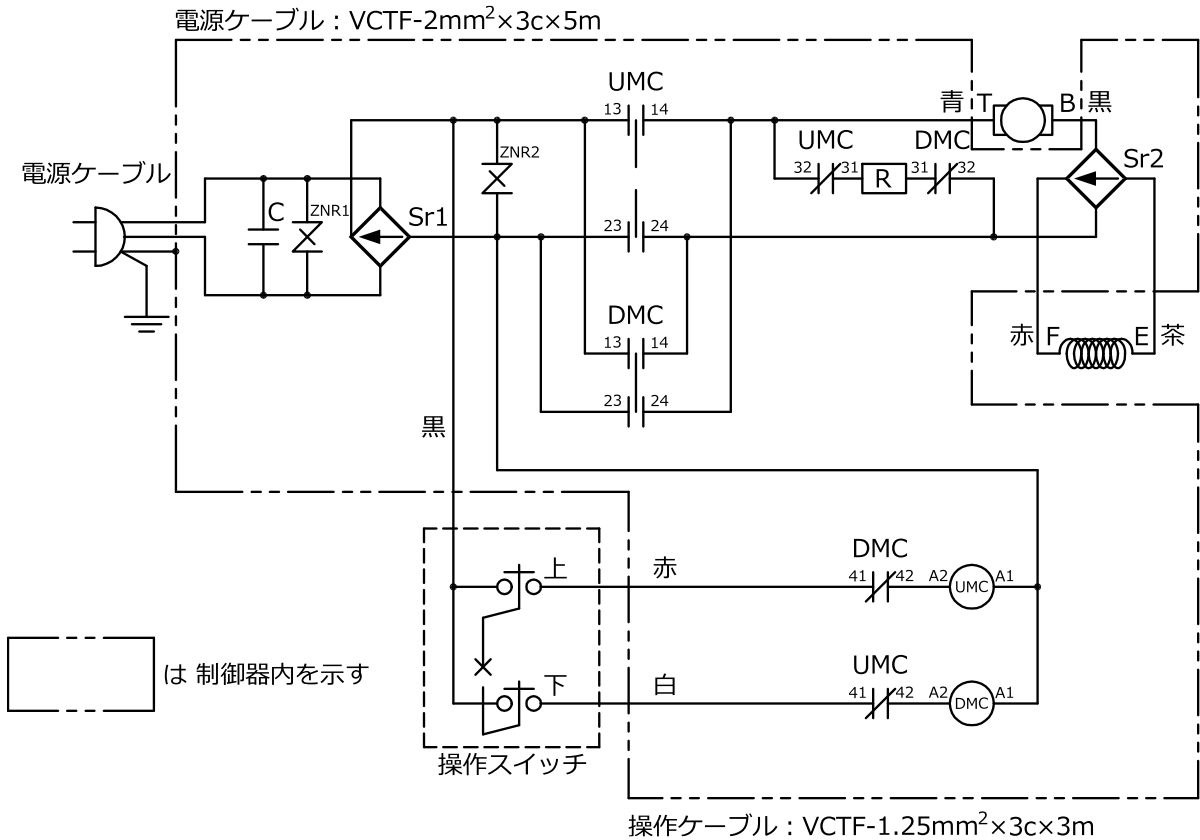 電源ケーブル：VCTF-2mm²×3c×5m
UMC
13 14
青 T B 黒
UMC DMC
32 31 R 31 32
Sr2
ZNR2
電源ケーブル
C ZNR1 Sr1
23 24
DMC
13 14
赤 F E 茶
23 24
黒
DMC
上 赤 41 42 A2 UMC A1
は 制御器内を示す
UMC
下 白 41 42 A2 DMC A1
操作スイッチ
操作ケーブル：VCTF-1.25mm²×3c×3m